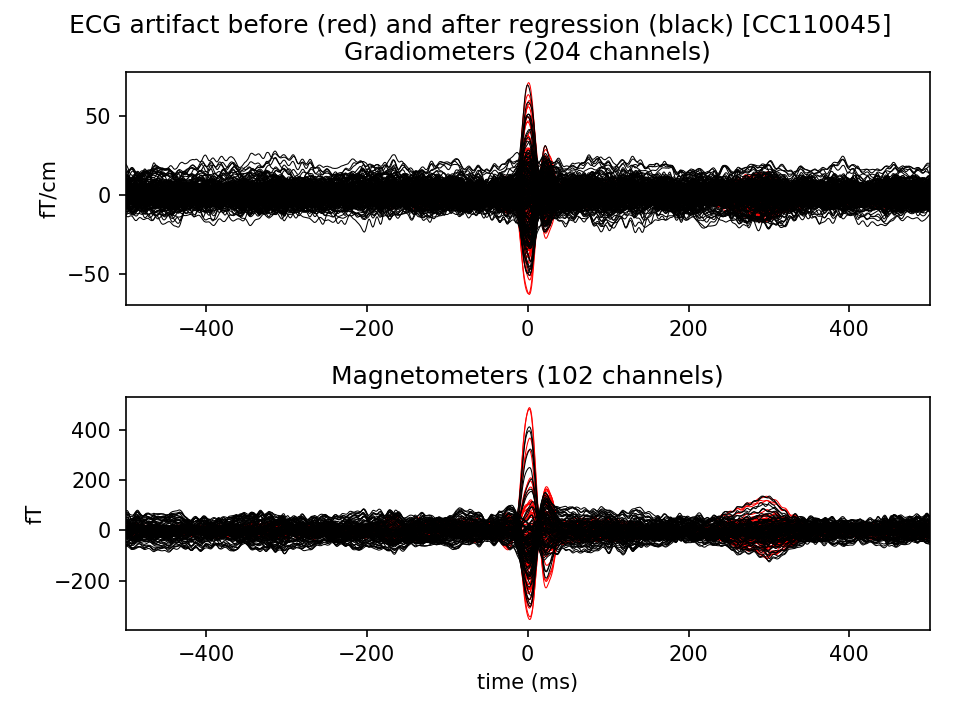 ECG artifact before (red) and after regression (black) [CC110045]
Gradiometers (204 channels)
50
0
−50
fT/cm
−400 −200 0 200 400
Magnetometers (102 channels)
400
200
0
−200
fT
−400 −200 0 200 400
time (ms)